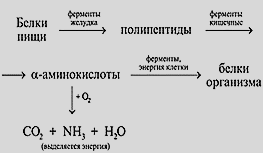 Белки пищи
ферменты желудка
полипептиды
ферменты кишечные
α-аминокислоты
ферменты, энергия клетки
белки организма
+ O₂
CO₂ + NH₃ + H₂O
(выделяется энергия)